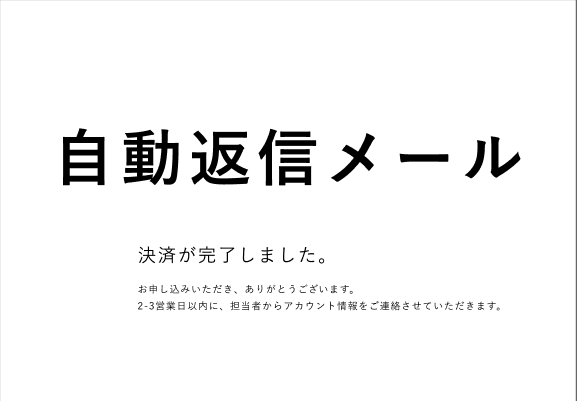 自動返信メール
決済が完了しました。
お申し込みいただき、ありがとうございます。
2-3営業日以内に、担当者からアカウント情報をご連絡させていただきます。